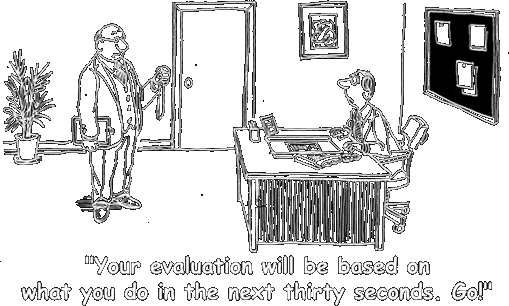 "Your evaluation will be based on
what you do in the next thirty seconds. Go!"